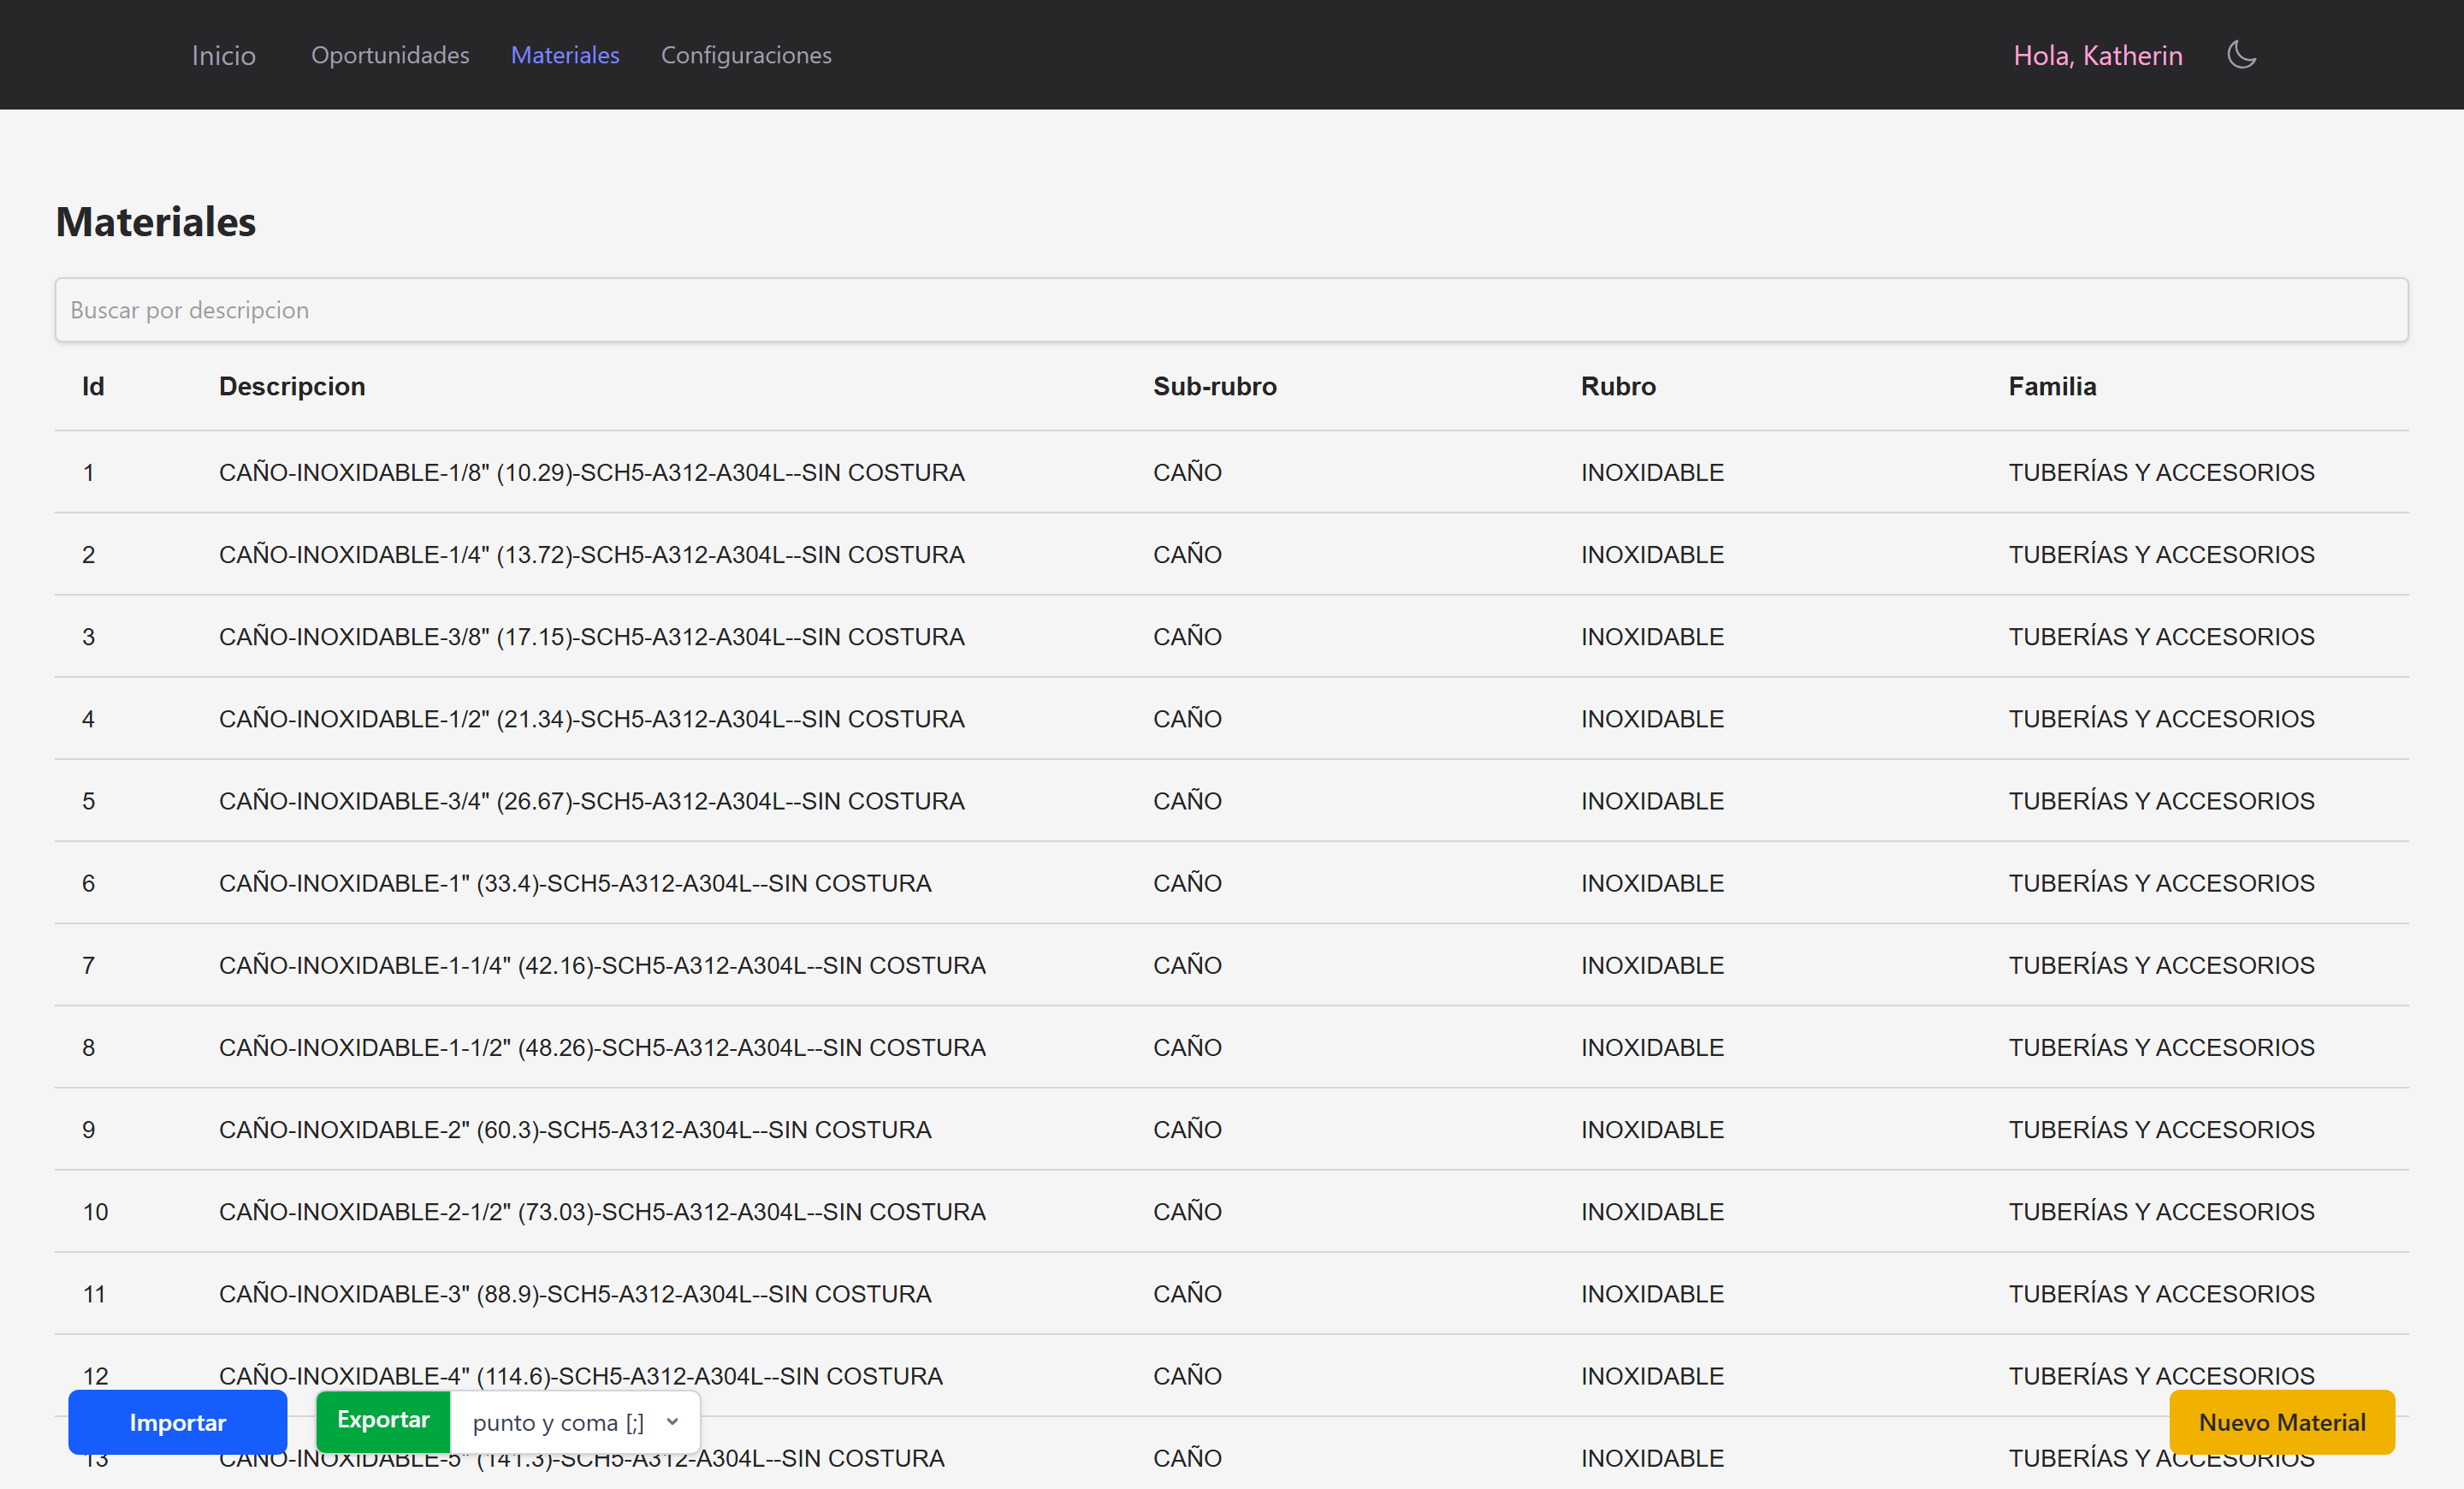 Inicio Oportunidades Materiales Configuraciones Hola, Katherin
Materiales
Buscar por descripcion
Id Descripcion Sub-rubro Rubro Familia
1 CAÑO-INOXIDABLE-1/8" (10.29)-SCH5-A312-A304L--SIN COSTURA CAÑO INOXIDABLE TUBERÍAS Y ACCESORIOS
2 CAÑO-INOXIDABLE-1/4" (13.72)-SCH5-A312-A304L--SIN COSTURA CAÑO INOXIDABLE TUBERÍAS Y ACCESORIOS
3 CAÑO-INOXIDABLE-3/8" (17.15)-SCH5-A312-A304L--SIN COSTURA CAÑO INOXIDABLE TUBERÍAS Y ACCESORIOS
4 CAÑO-INOXIDABLE-1/2" (21.34)-SCH5-A312-A304L--SIN COSTURA CAÑO INOXIDABLE TUBERÍAS Y ACCESORIOS
5 CAÑO-INOXIDABLE-3/4" (26.67)-SCH5-A312-A304L--SIN COSTURA CAÑO INOXIDABLE TUBERÍAS Y ACCESORIOS
6 CAÑO-INOXIDABLE-1" (33.4)-SCH5-A312-A304L--SIN COSTURA CAÑO INOXIDABLE TUBERÍAS Y ACCESORIOS
7 CAÑO-INOXIDABLE-1-1/4" (42.16)-SCH5-A312-A304L--SIN COSTURA CAÑO INOXIDABLE TUBERÍAS Y ACCESORIOS
8 CAÑO-INOXIDABLE-1-1/2" (48.26)-SCH5-A312-A304L--SIN COSTURA CAÑO INOXIDABLE TUBERÍAS Y ACCESORIOS
9 CAÑO-INOXIDABLE-2" (60.3)-SCH5-A312-A304L--SIN COSTURA CAÑO INOXIDABLE TUBERÍAS Y ACCESORIOS
10 CAÑO-INOXIDABLE-2-1/2" (73.03)-SCH5-A312-A304L--SIN COSTURA CAÑO INOXIDABLE TUBERÍAS Y ACCESORIOS
11 CAÑO-INOXIDABLE-3" (88.9)-SCH5-A312-A304L--SIN COSTURA CAÑO INOXIDABLE TUBERÍAS Y ACCESORIOS
12 CAÑO-INOXIDABLE-4" (114.6)-SCH5-A312-A304L--SIN COSTURA CAÑO INOXIDABLE TUBERÍAS Y ACCESORIOS
Importar Exportar punto y coma [;] Nuevo Material
13 CAÑO-INOXIDABLE-5" (141.3)-SCH5-A312-A304L--SIN COSTURA CAÑO INOXIDABLE TUBERÍAS Y ACCESORIOS